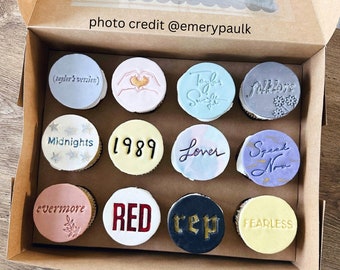 photo credit @emerypaulk
(taylor's version)
Taylor
Swift
folklore
Midnights
1989
Lover
Speak
Now
evermore
RED
rep
FEARLESS